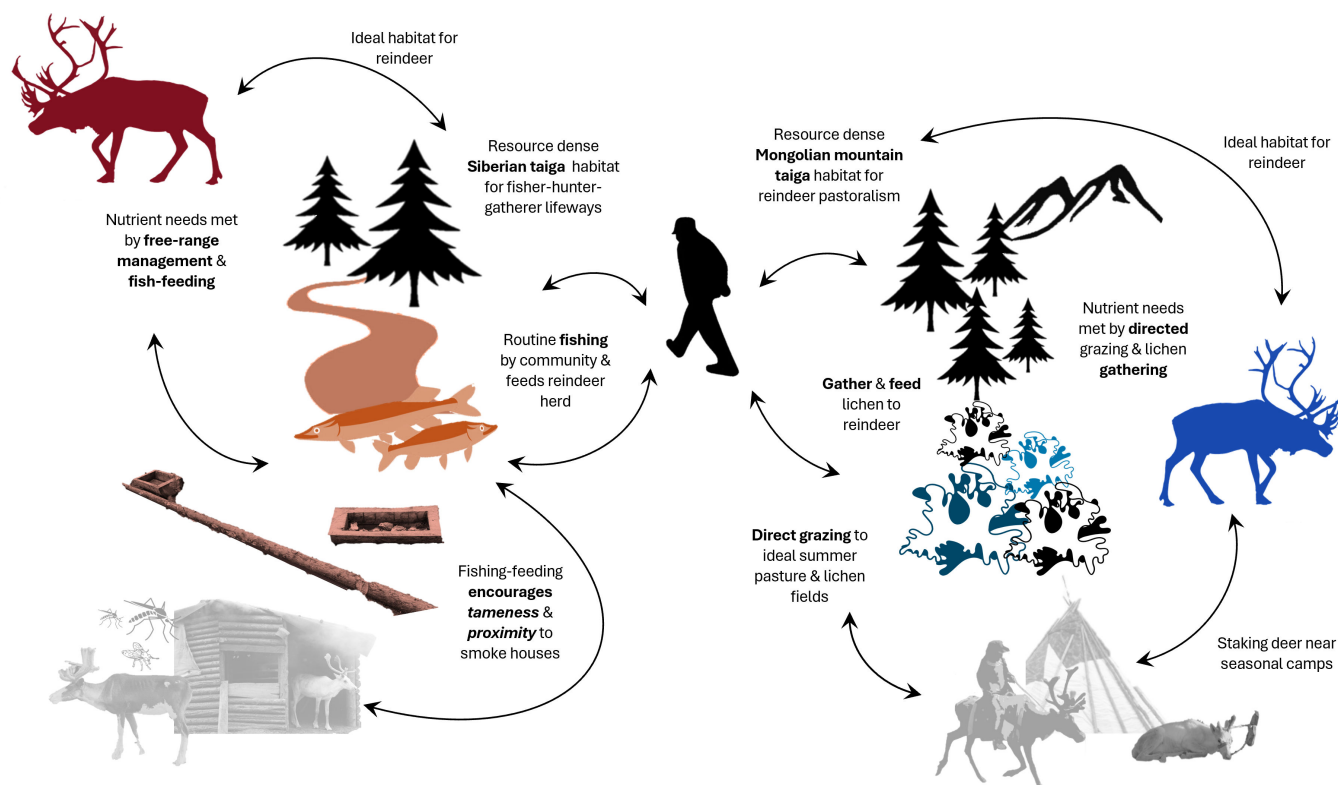 Ideal habitat for
reindeer
Resource dense
Siberian taiga habitat
for fisher-hunter-
gatherer lifeways
Nutrient needs met
by free-range
management &
fish-feeding
Routine fishing
by community &
feeds reindeer
herd
Fishing-feeding
encourages
tameness &
proximity to
smoke houses
Resource dense
Mongolian mountain
taiga habitat for
reindeer pastoralism
Ideal habitat for
reindeer
Nutrient needs
met by directed
grazing & lichen
gathering
Gather & feed
lichen to
reindeer
Direct grazing to
ideal summer
pasture & lichen
fields
Staking deer near
seasonal camps